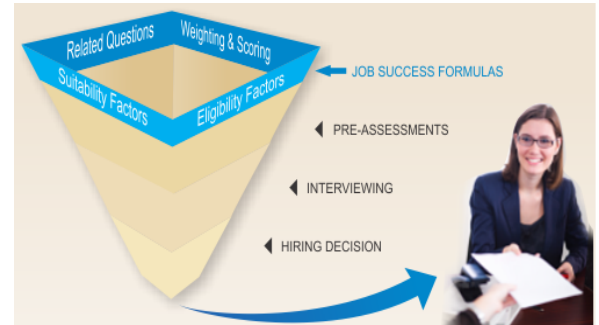 Related Questions
Weighting & Scoring
Suitability Factors
Eligibility Factors
JOB SUCCESS FORMULAS
PRE-ASSESSMENTS
INTERVIEWING
HIRING DECISION